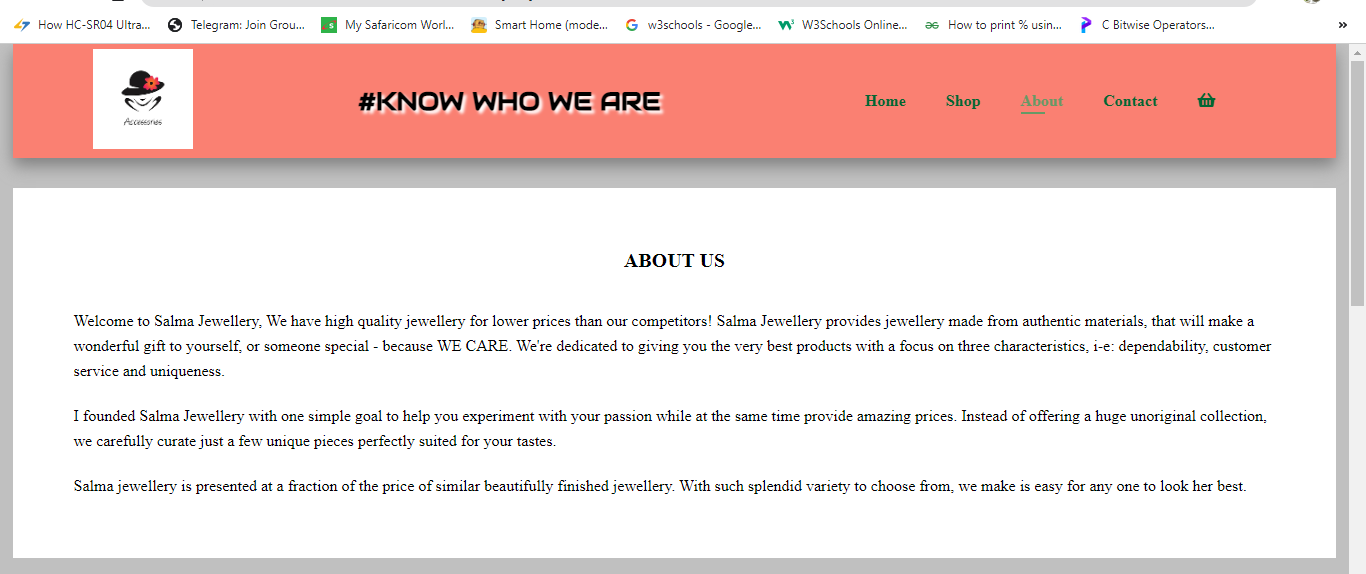 How HC-SR04 Ultra... Telegram: Join Grou... My Safaricom Worl... Smart Home (mode... w3schools - Google... W3Schools Online... How to print % usin... C Bitwise Operators... »
Accessories
#KNOW WHO WE ARE
Home Shop About Contact
ABOUT US
Welcome to Salma Jewellery, We have high quality jewellery for lower prices than our competitors! Salma Jewellery provides jewellery made from authentic materials, that will make a
wonderful gift to yourself, or someone special - because WE CARE. We're dedicated to giving you the very best products with a focus on three characteristics, i-e: dependability, customer
service and uniqueness.
I founded Salma Jewellery with one simple goal to help you experiment with your passion while at the same time provide amazing prices. Instead of offering a huge unoriginal collection,
we carefully curate just a few unique pieces perfectly suited for your tastes.
Salma jewellery is presented at a fraction of the price of similar beautifully finished jewellery. With such splendid variety to choose from, we make is easy for any one to look her best.